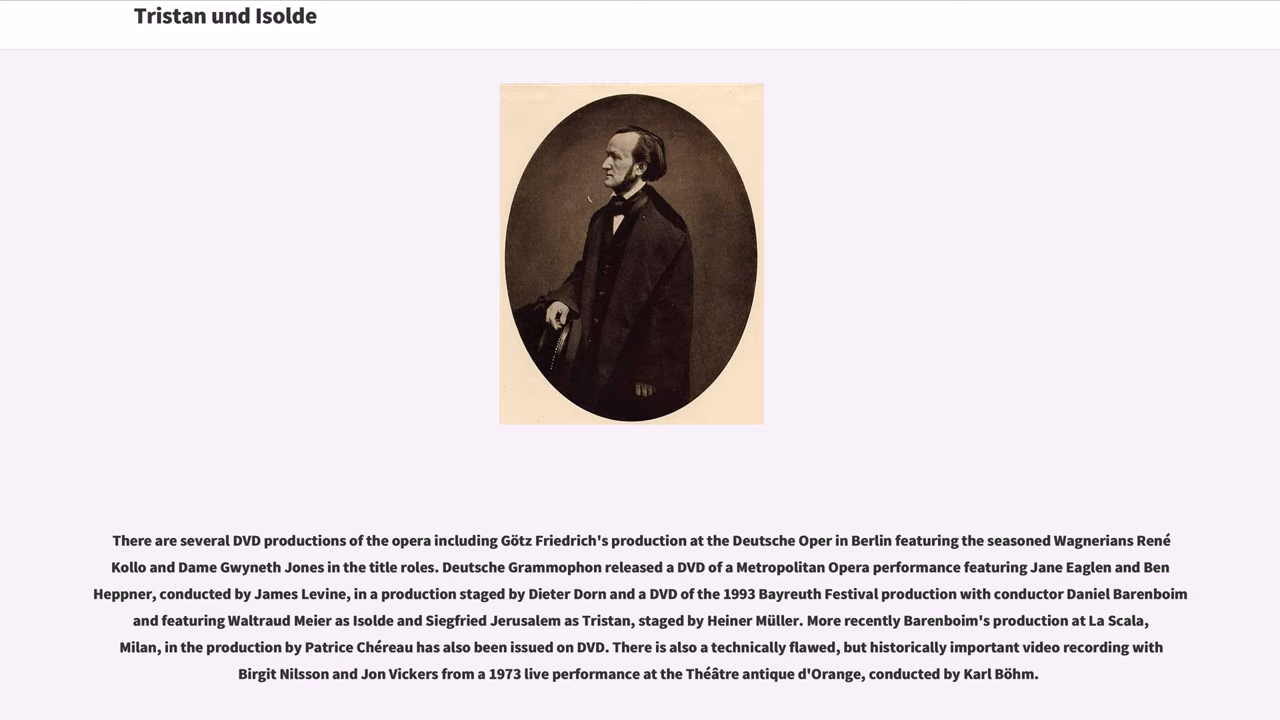 Tristan und Isolde
There are several DVD productions of the opera including Götz Friedrich's production at the Deutsche Oper in Berlin featuring the seasoned Wagnerians René
Kollo and Dame Gwyneth Jones in the title roles. Deutsche Grammophon released a DVD of a Metropolitan Opera performance featuring Jane Eaglen and Ben
Heppner, conducted by James Levine, in a production staged by Dieter Dorn and a DVD of the 1993 Bayreuth Festival production with conductor Daniel Barenboim
and featuring Waltraud Meier as Isolde and Siegfried Jerusalem as Tristan, staged by Heiner Müller. More recently Barenboim's production at La Scala,
Milan, in the production by Patrice Chéreau has also been issued on DVD. There is also a technically flawed, but historically important video recording with
Birgit Nilsson and Jon Vickers from a 1973 live performance at the Théâtre antique d'Orange, conducted by Karl Böhm.